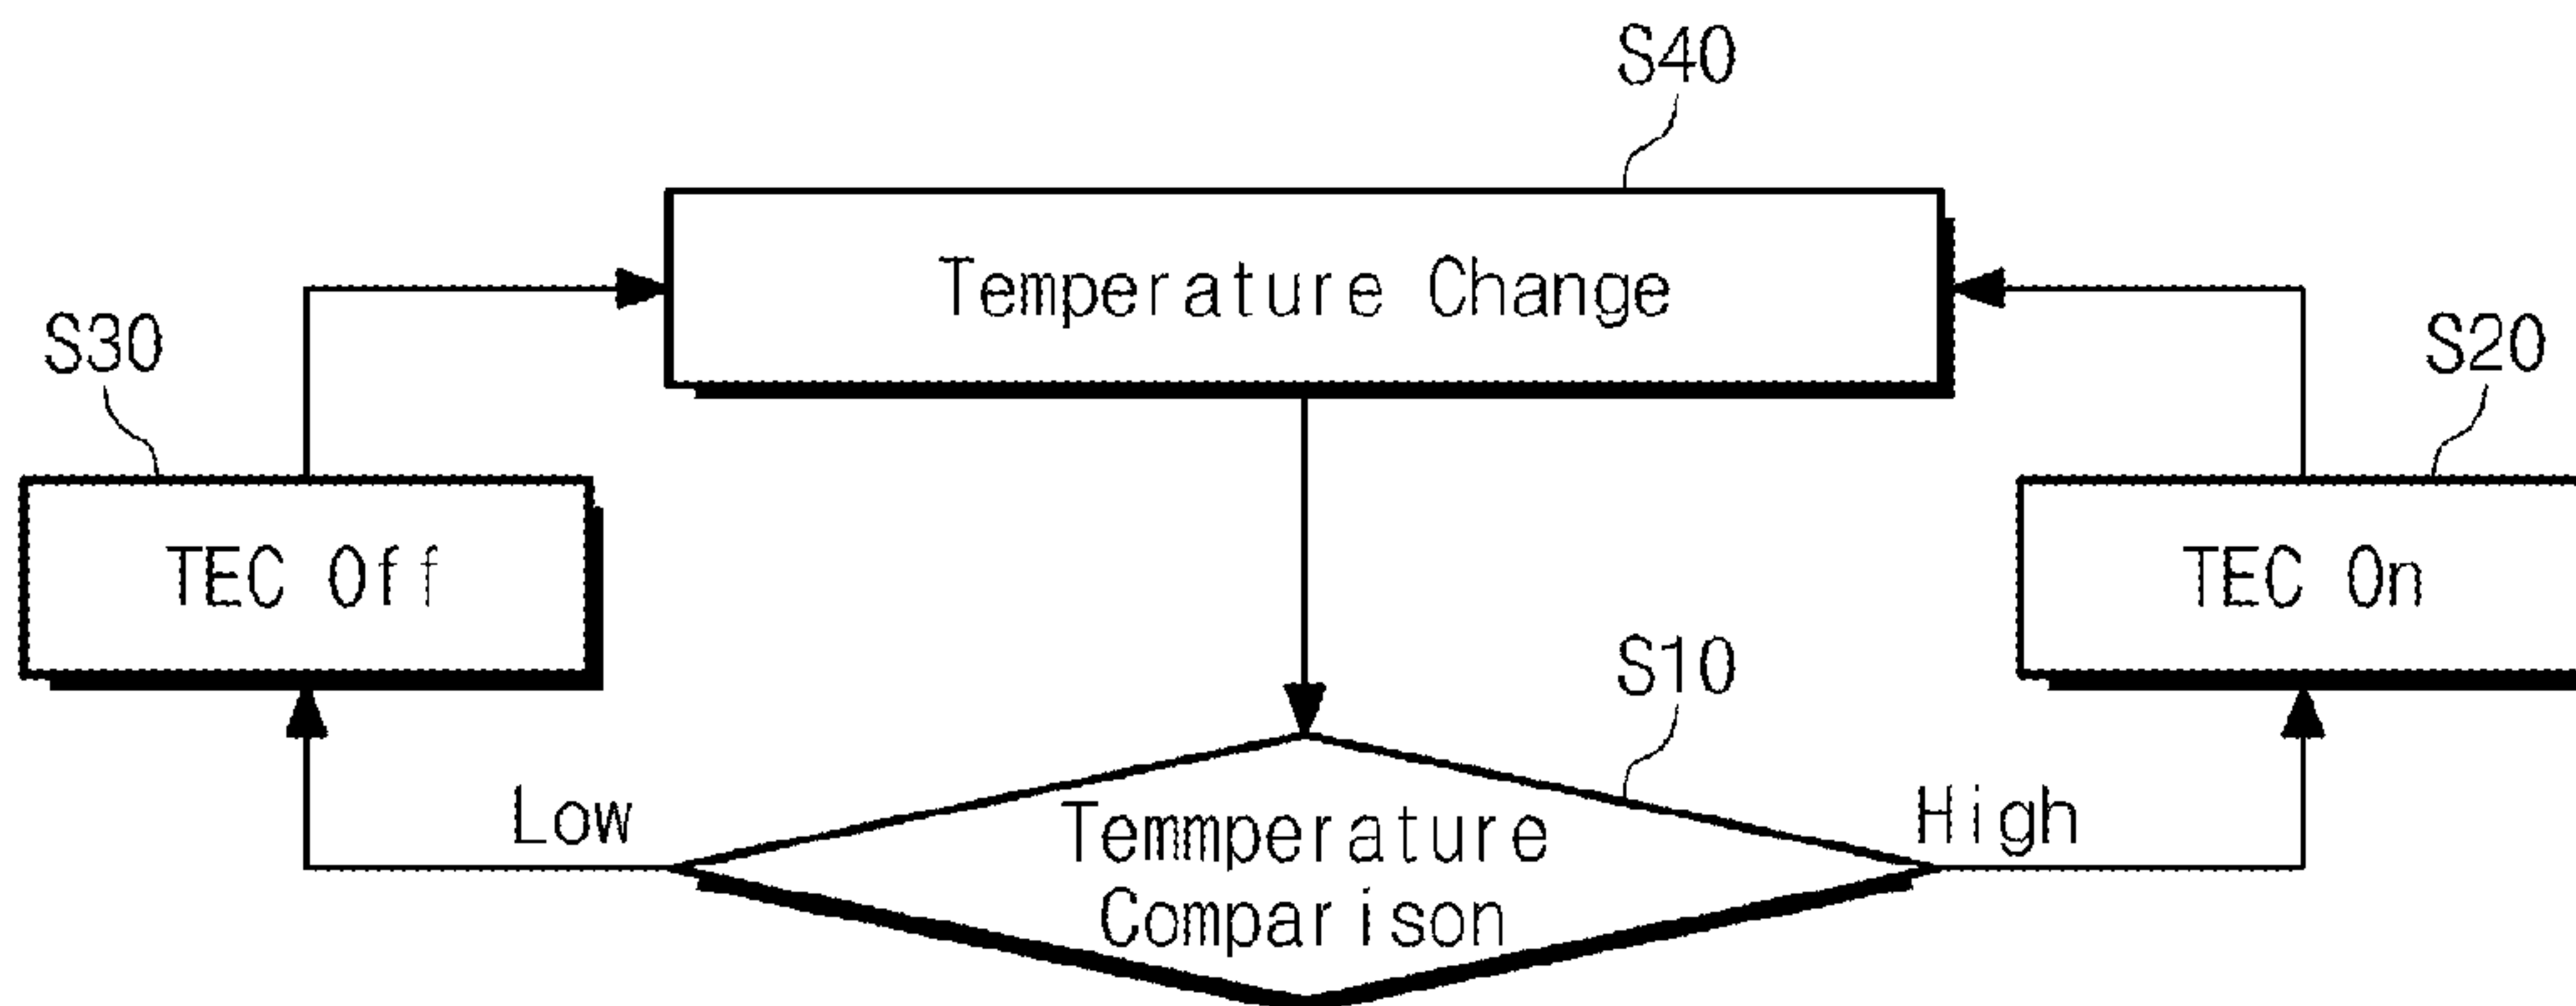 S40
Temperature Change
S30
S20
TEC Off
TEC On
S10
Low
High
Temmperature
Comparison